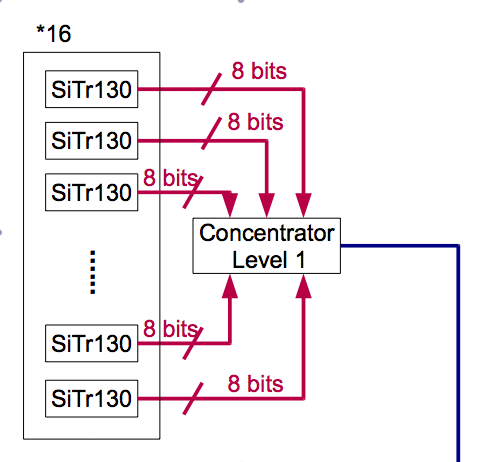 *16
SiTr130
8 bits
SiTr130
8 bits
SiTr130
8 bits
Concentrator
Level 1
SiTr130
8 bits
SiTr130
8 bits